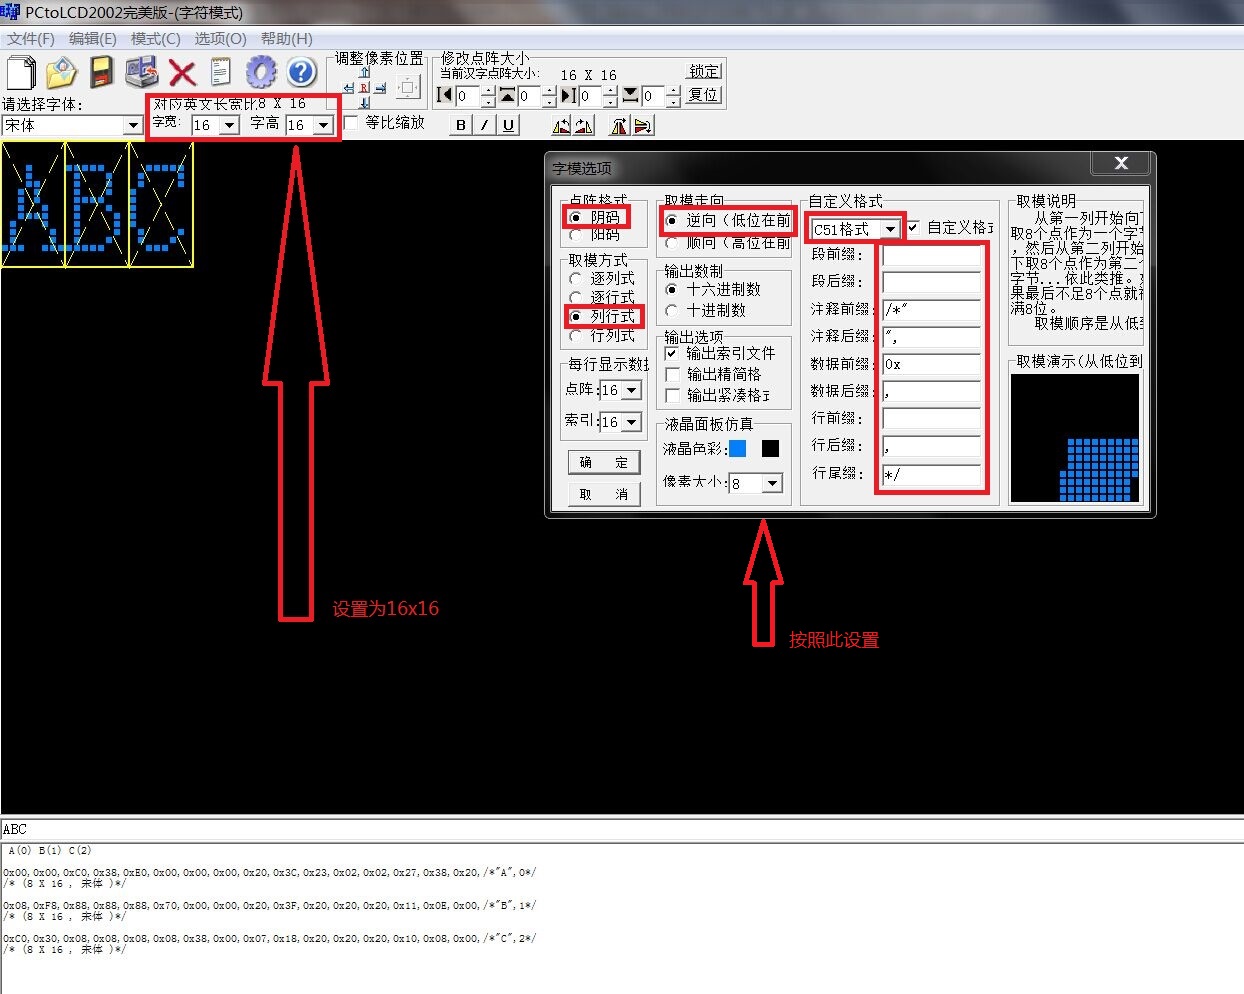 PCtoLCD2002完美版-(字符模式)
文件(F) 编辑(E) 模式(C) 选项(O) 帮助(H)
调整像素位置
修改点阵大小
当前汉字点阵大小: 16 X 16
锁定
0 0 0 0
复位
请选择字体:
宋体
对应英文长宽比8 X 16
字宽: 16 字高 16
等比缩放
B I U
ABC
设置为16x16
字模选项
点阵格式
阴码
阳码
取模方式
逐列式
逐行式
列行式
行列式
每行显示数据
点阵: 16
索引: 16
确 定
取 消
取模走向
逆向(低位在前
顺向(高位在前
输出数制
十六进制数
十进制数
输出选项
输出索引文件
输出精简格
输出紧凑格式
液晶面板仿真
液晶色彩:
像素大小: 8
自定义格式
C51格式 自定义格式
段前缀:
段后缀:
注释前缀: /*"
注释后缀: ",
数据前缀: 0x
数据后缀: ,
行前缀:
行后缀: ,
行尾缀: */
取模说明
从第一列开始向
取8个点作为一个字
,然后从第二列开始
下取8个点作为第二
字节...依此类推。
果最后不足8个点就
满8位。
取模顺序是从低
取模演示(从低位到
按照此设置
ABC
A(0) B(1) C(2)
0x00,0x00,0xC0,0x38,0xE0,0x00,0x00,0x00,0x20,0x3C,0x23,0x02,0x02,0x27,0x38,0x20,/*"A",0*/
/* (8 X 16 , 宋体 )*/
0x08,0xF8,0x88,0x88,0x88,0x70,0x00,0x00,0x20,0x3F,0x20,0x20,0x20,0x11,0x0E,0x00,/*"B",1*/
/* (8 X 16 , 宋体 )*/
0xC0,0x30,0x08,0x08,0x08,0x08,0x38,0x00,0x07,0x18,0x20,0x20,0x20,0x10,0x08,0x00,/*"C",2*/
/* (8 X 16 , 宋体 )*/